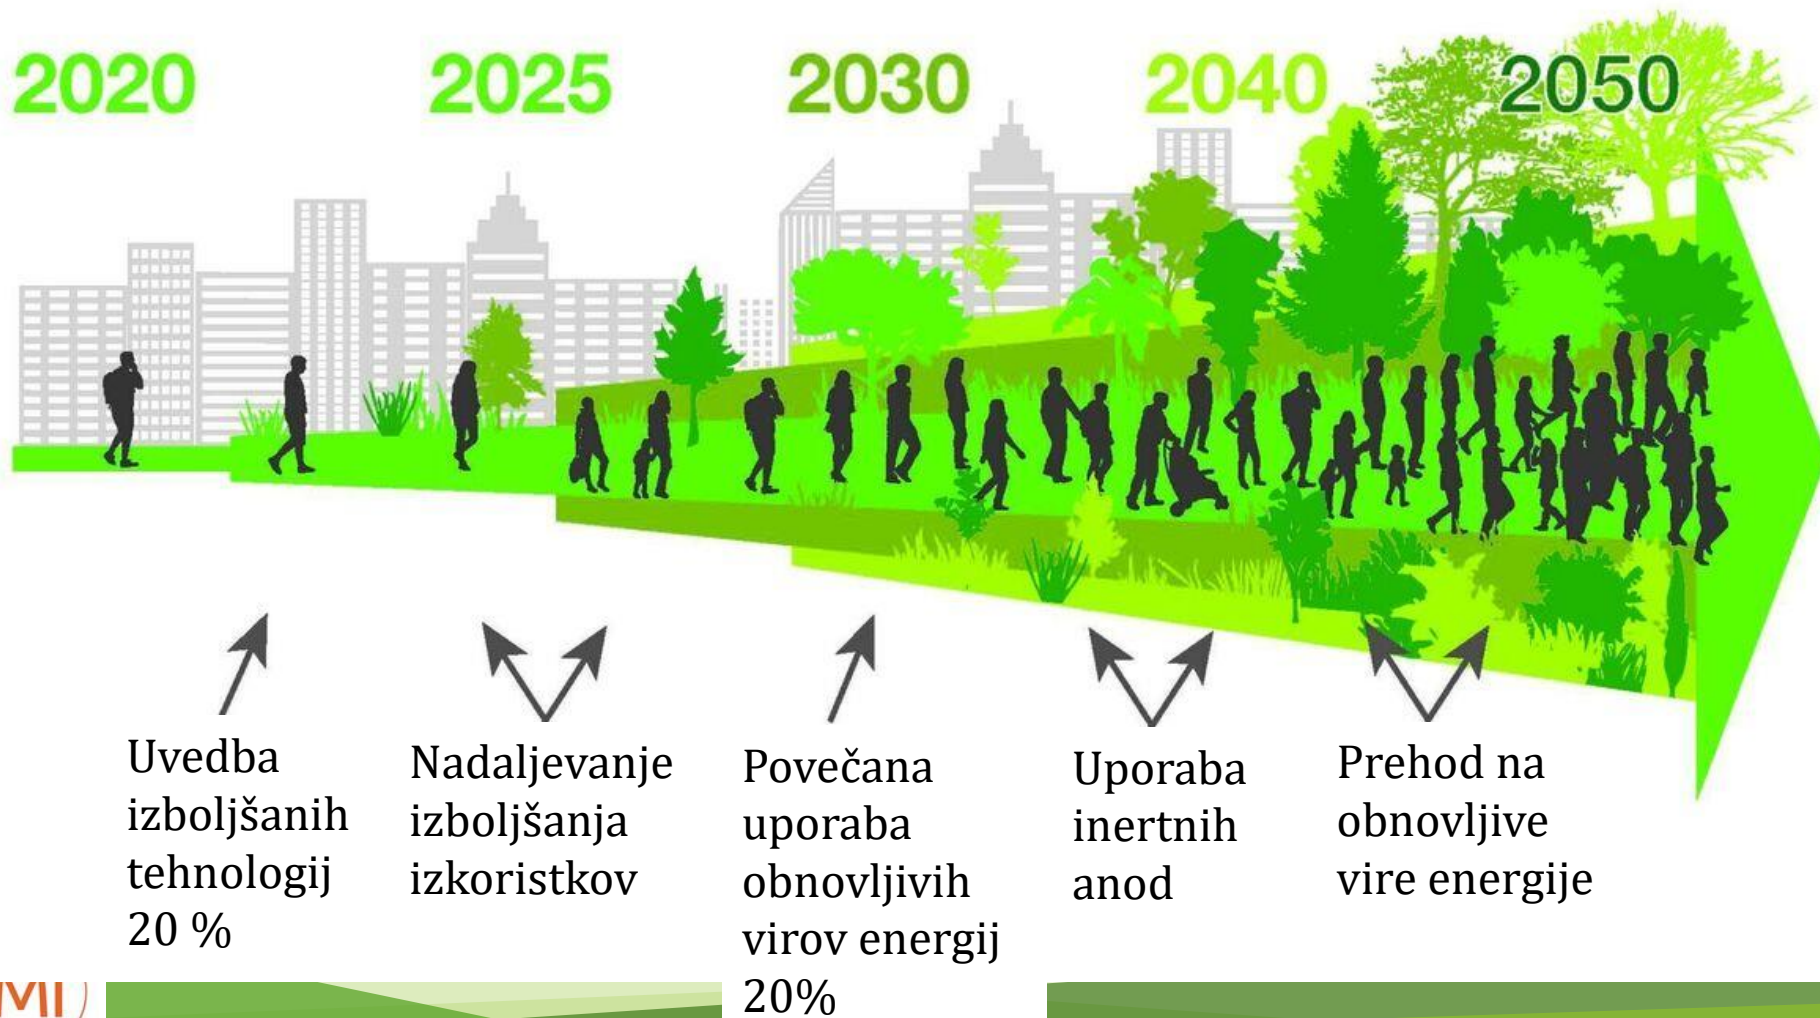 2020 2025 2030 2040 2050
Uvedba
izboljšanih
tehnologij
20 %
Nadaljevanje
izboljšanja
izkoristkov
Povečana
uporaba
obnovljivih
virov energij
20%
Uporaba
inertnih
anod
Prehod na
obnovljive
vire energije